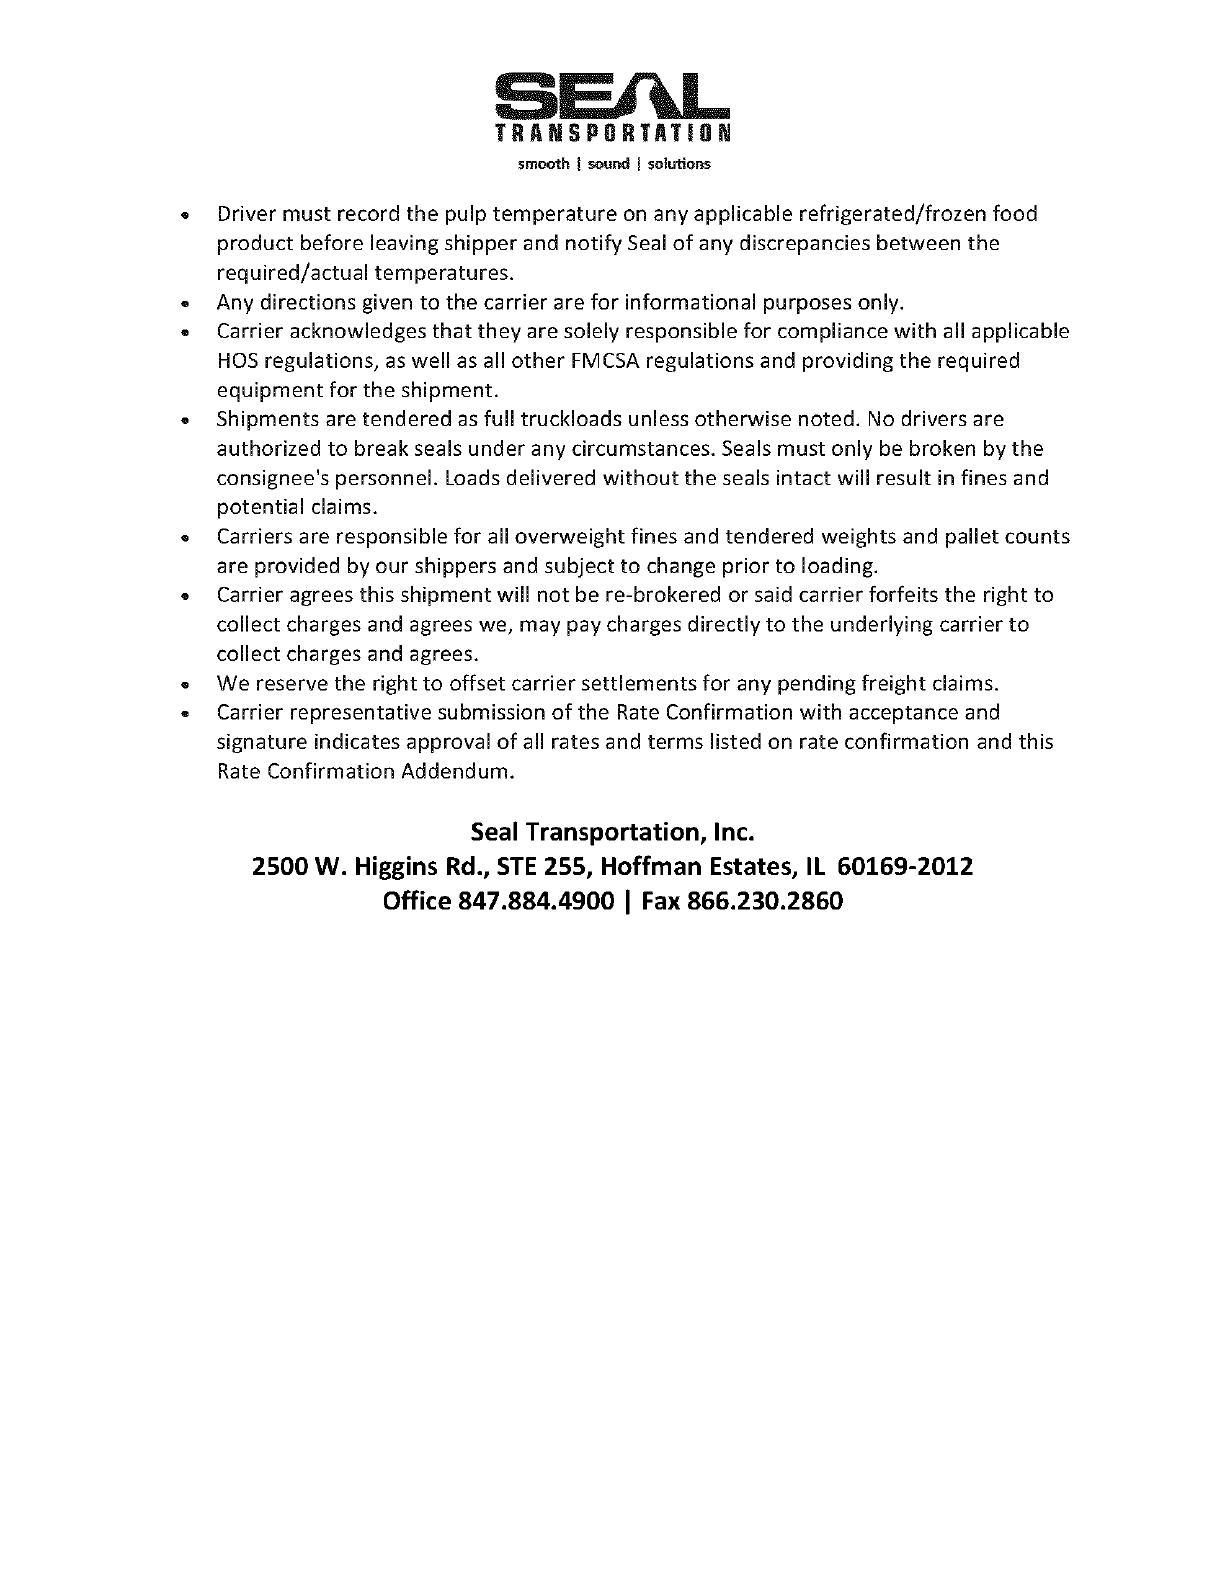 SEAL
TRANSPORTATION
smooth | sound | solutions
• Driver must record the pulp temperature on any applicable refrigerated/frozen food
product before leaving shipper and notify Seal of any discrepancies between the
required/actual temperatures.
• Any directions given to the carrier are for informational purposes only.
• Carrier acknowledges that they are solely responsible for compliance with all applicable
HOS regulations, as well as all other FMCSA regulations and providing the required
equipment for the shipment.
• Shipments are tendered as full truckloads unless otherwise noted. No drivers are
authorized to break seals under any circumstances. Seals must only be broken by the
consignee's personnel. Loads delivered without the seals intact will result in fines and
potential claims.
• Carriers are responsible for all overweight fines and tendered weights and pallet counts
are provided by our shippers and subject to change prior to loading.
• Carrier agrees this shipment will not be re-brokered or said carrier forfeits the right to
collect charges and agrees we, may pay charges directly to the underlying carrier to
collect charges and agrees.
• We reserve the right to offset carrier settlements for any pending freight claims.
• Carrier representative submission of the Rate Confirmation with acceptance and
signature indicates approval of all rates and terms listed on rate confirmation and this
Rate Confirmation Addendum.
Seal Transportation, Inc.
2500 W. Higgins Rd., STE 255, Hoffman Estates, IL 60169-2012
Office 847.884.4900 | Fax 866.230.2860